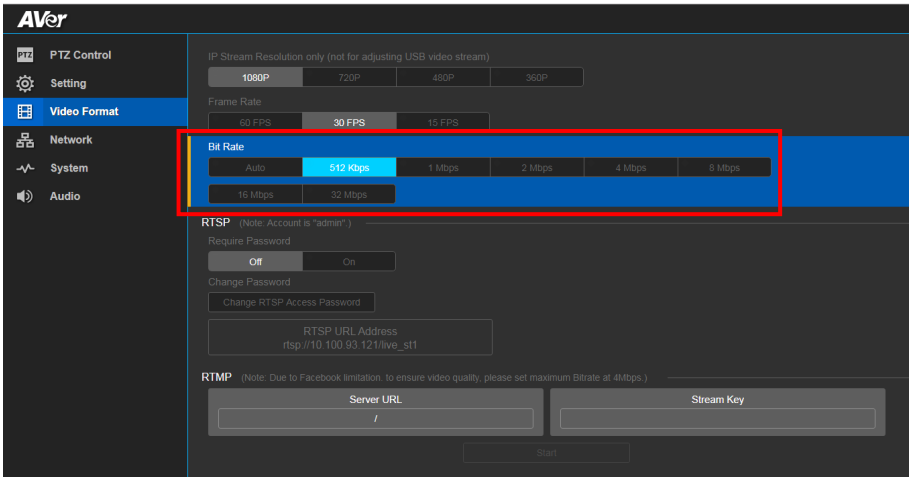 AVer
PTZ PTZ Control
Setting
Video Format
Network
System
Audio
IP Stream Resolution only (not for adjusting USB video stream)
1080P 720P 480P 360P
Frame Rate
60 FPS 30 FPS 15 FPS
Bit Rate
Auto 512 Kbps 1 Mbps 2 Mbps 4 Mbps 8 Mbps
16 Mbps 32 Mbps
RTSP (Note: Account is "admin".)
Require Password
Off On
Change Password
Change RTSP Access Password
RTSP URL Address
rtsp://10.100.93.121/live_st1
RTMP (Note: Due to Facebook limitation. to ensure video quality, please set maximum Bitrate at 4Mbps.)
Server URL Stream Key
/
Start